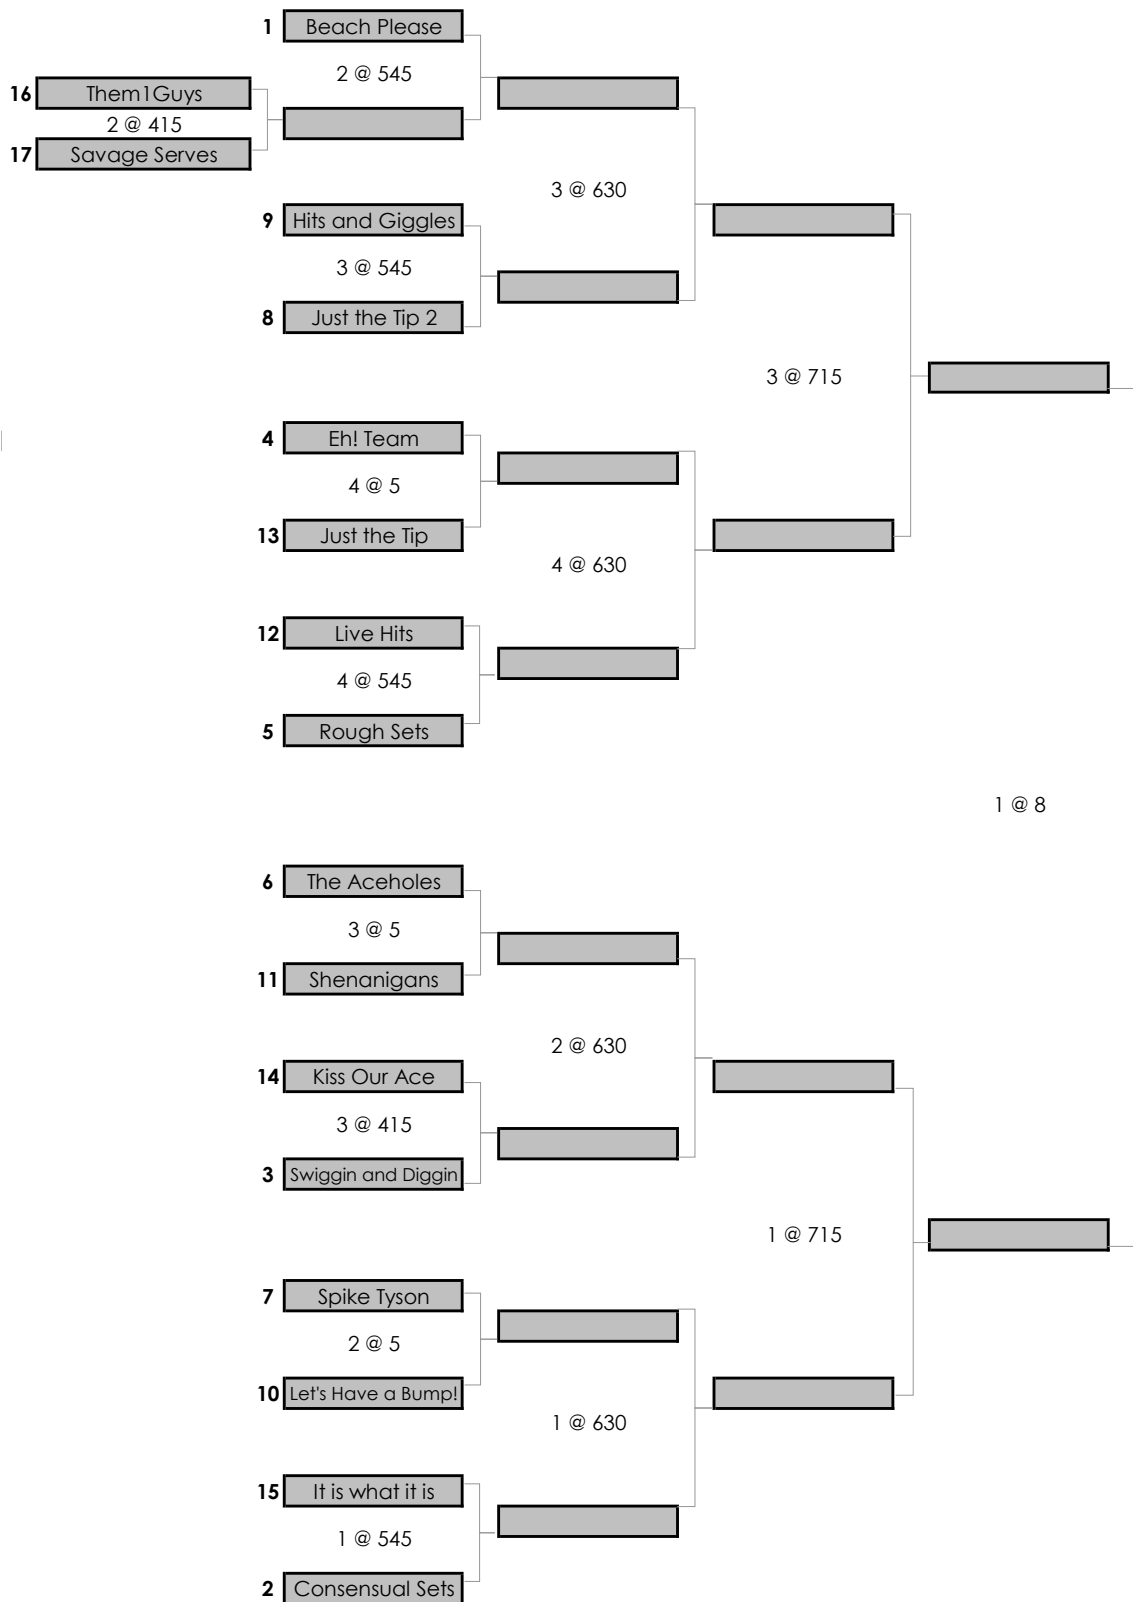 1 Beach Please
2 @ 545
16 Them1Guys
2 @ 415
17 Savage Serves
3 @ 630
9 Hits and Giggles
3 @ 545
8 Just the Tip 2
3 @ 715
4 Eh! Team
4 @ 5
13 Just the Tip
4 @ 630
12 Live Hits
4 @ 545
5 Rough Sets
1 @ 8
6 The Aceholes
3 @ 5
11 Shenanigans
2 @ 630
14 Kiss Our Ace
3 @ 415
3 Swiggin and Diggin
1 @ 715
7 Spike Tyson
2 @ 5
10 Let's Have a Bump!
1 @ 630
15 It is what it is
1 @ 545
2 Consensual Sets